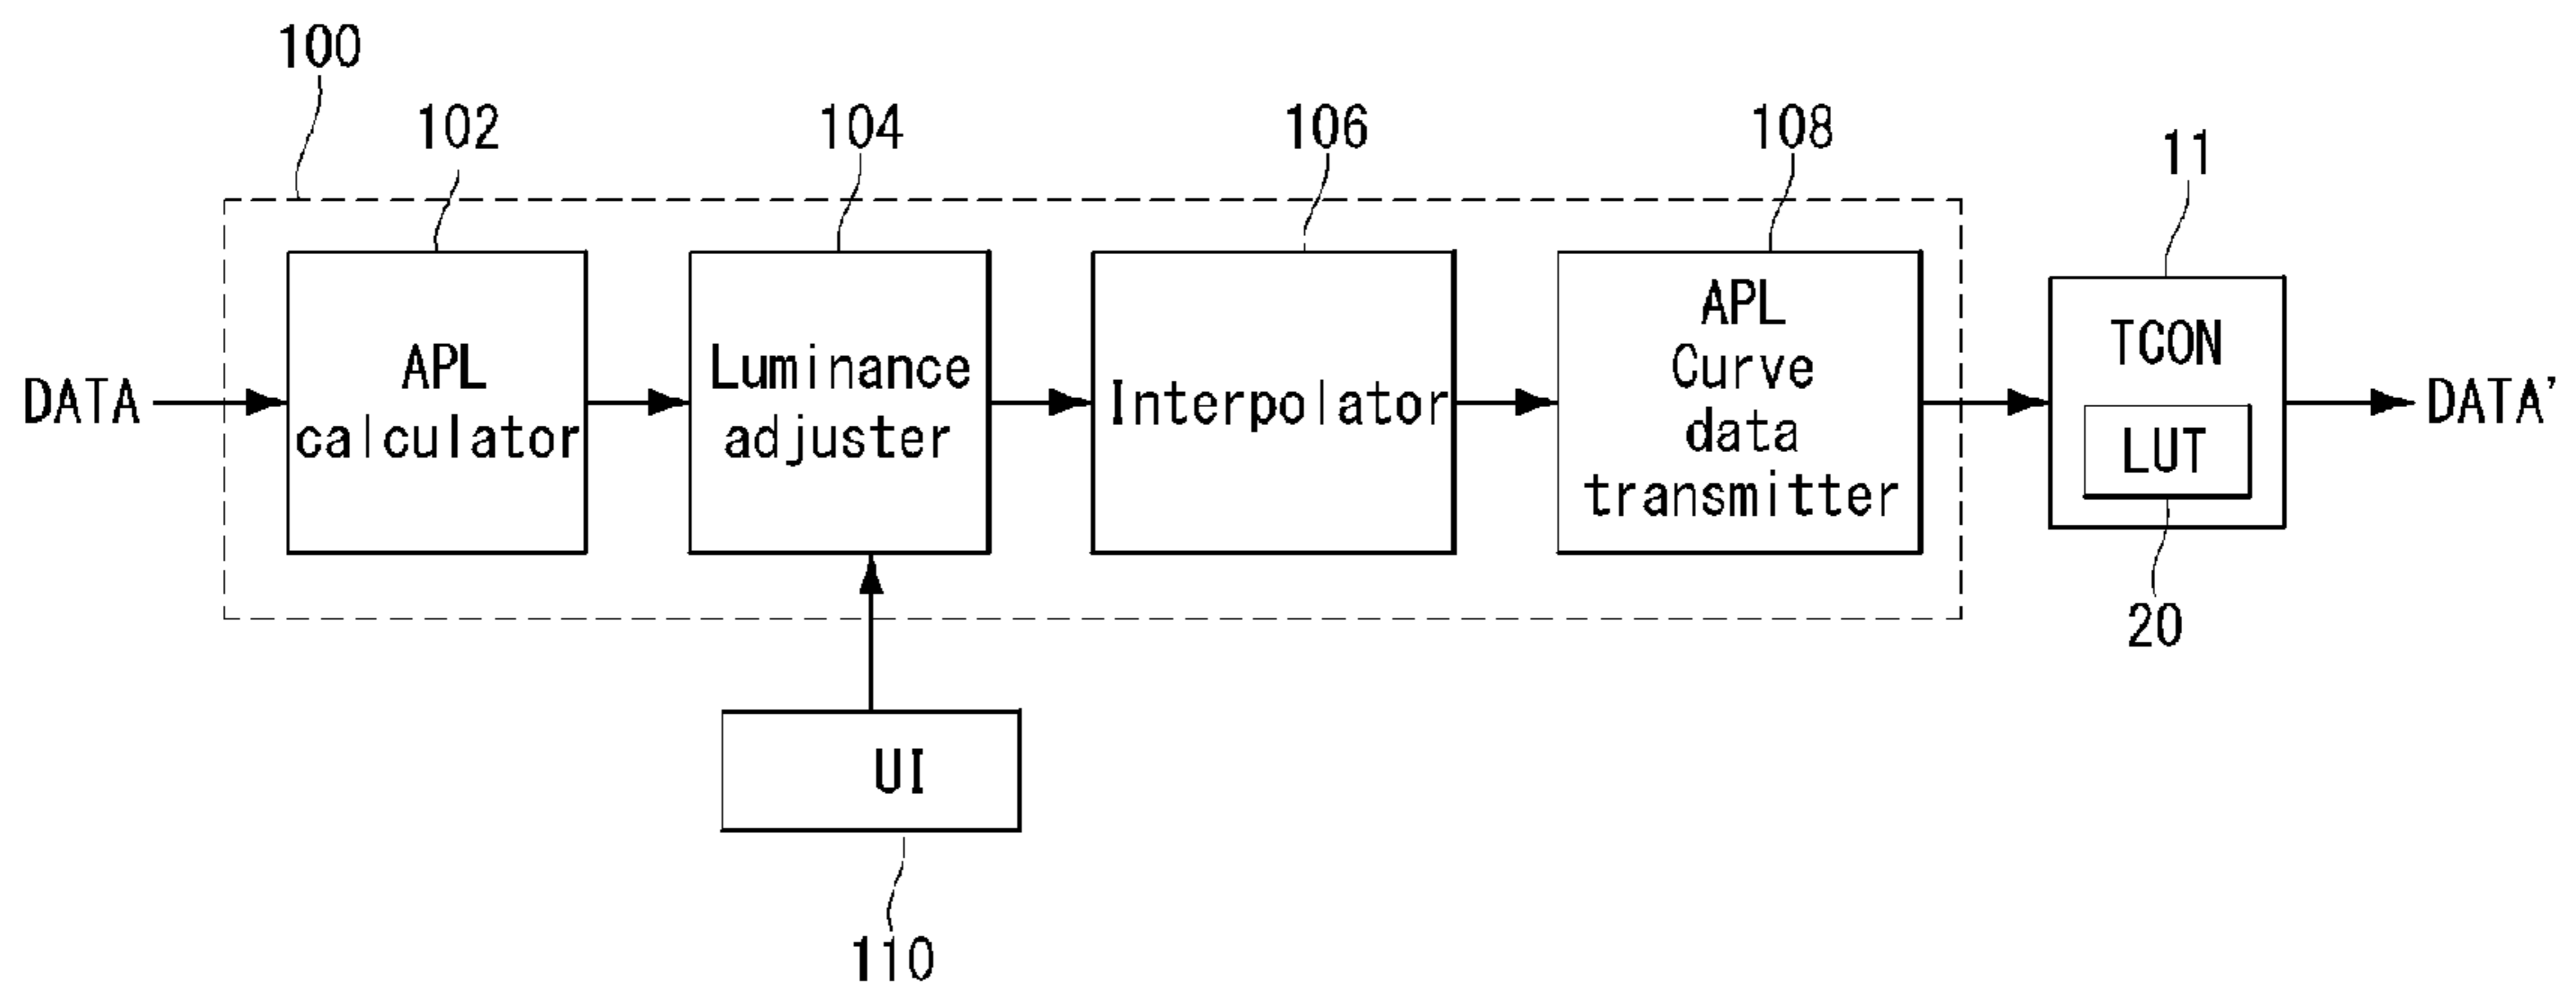 100
102
104
106
108
11
DATA
APL
calculator
Luminance
adjuster
Interpolator
APL
Curve
data
transmitter
TCON
LUT
DATA'
20
UI
110